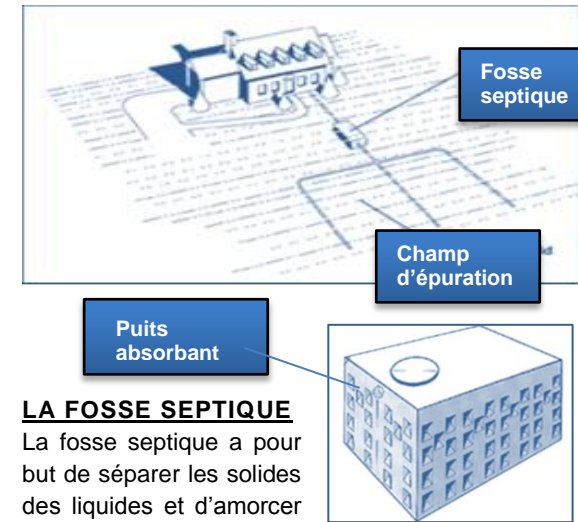 Fosse
septique
Champ
d'épuration
Puits
absorbant
LA FOSSE SEPTIQUE
La fosse septique a pour
but de séparer les solides
des liquides et d'amorcer